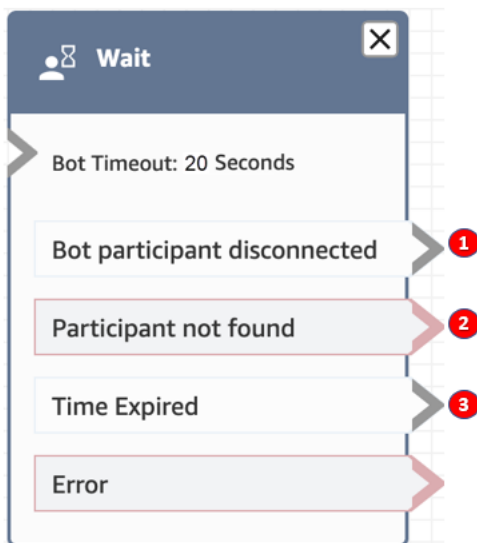 Wait
Bot Timeout: 20 Seconds
Bot participant disconnected
1
Participant not found
2
Time Expired
3
Error